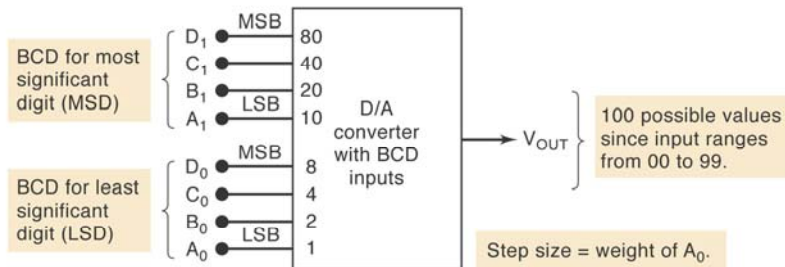 BCD for most
significant
digit (MSD)
D1
MSB
80
C1
40
B1
20
A1
LSB
10
BCD for least
significant
digit (LSD)
D0
MSB
8
C0
4
B0
2
A0
LSB
1
D/A
converter
with BCD
inputs
VOUT
100 possible values
since input ranges
from 00 to 99.
Step size = weight of A0.